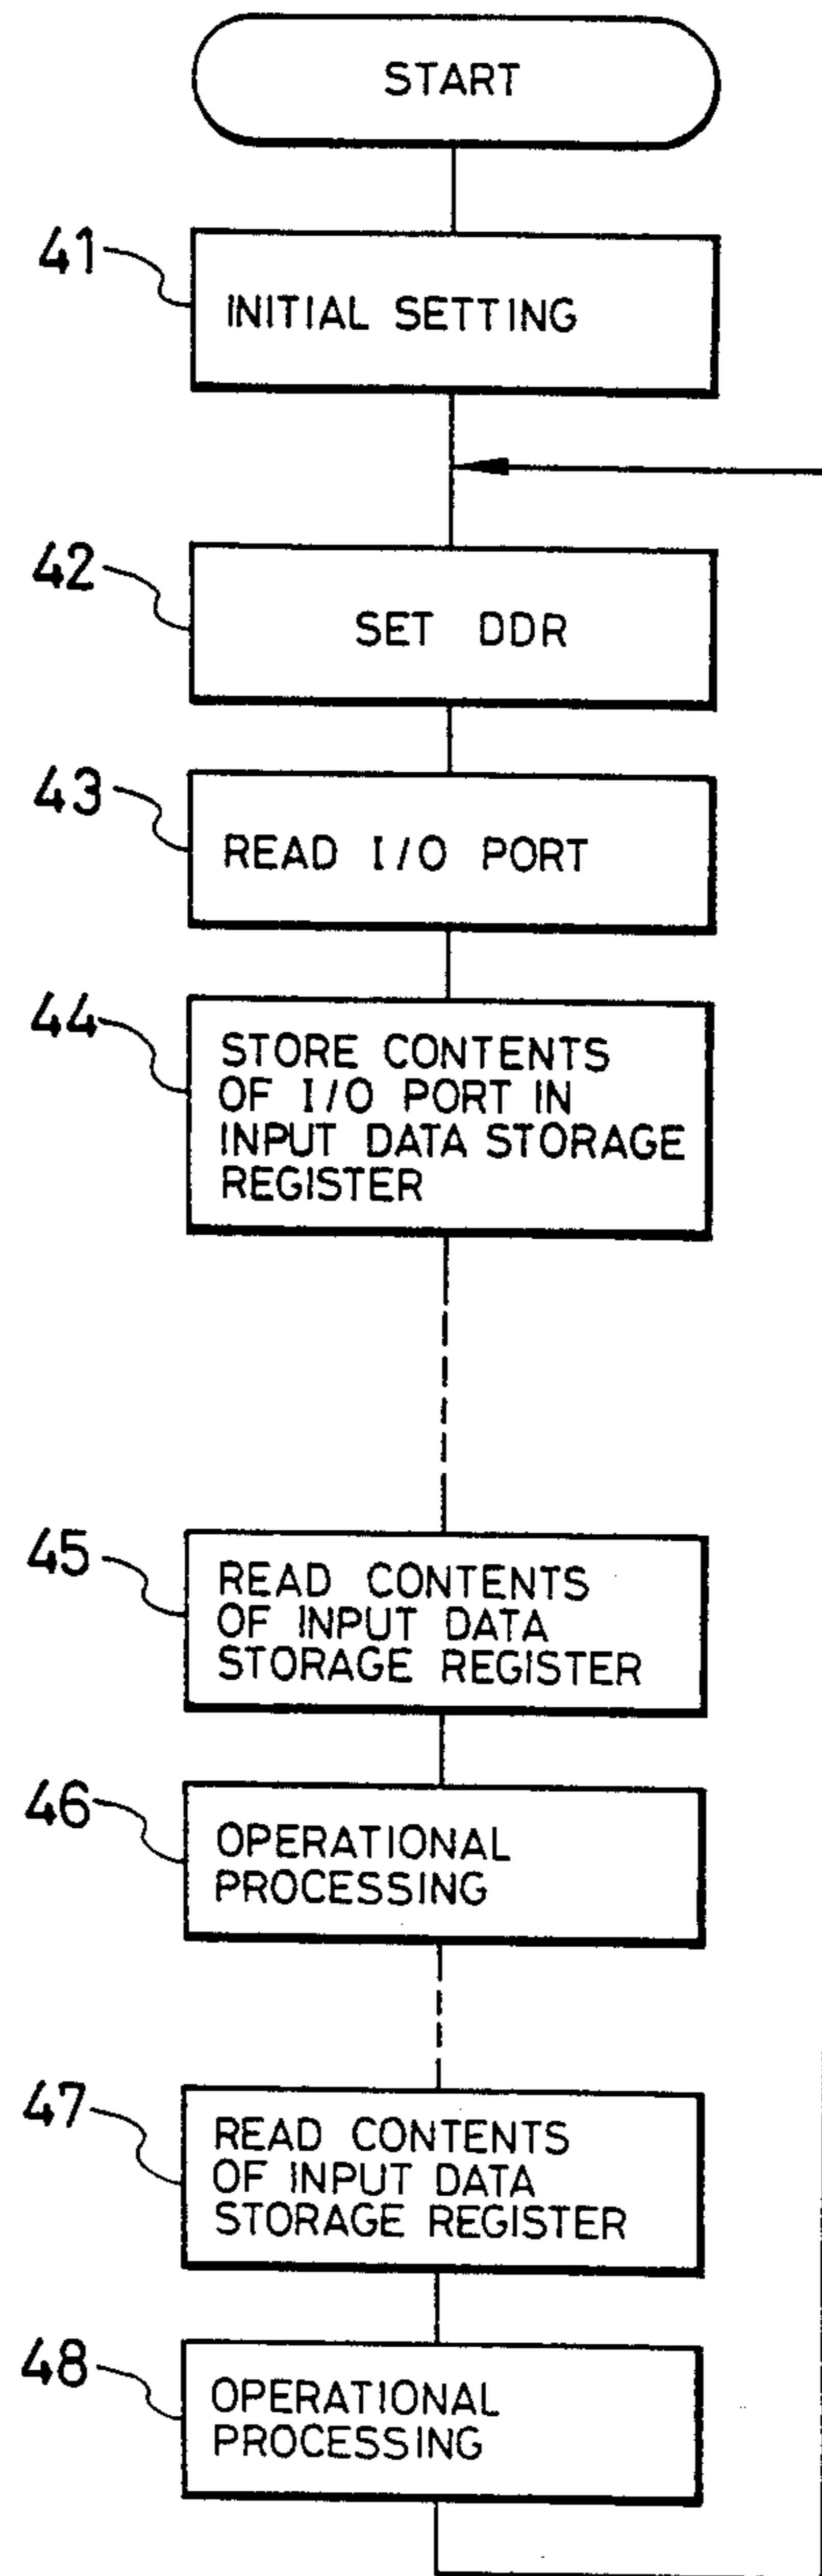 START
41
INITIAL SETTING
42
SET DDR
43
READ I/O PORT
44
STORE CONTENTS
OF I/O PORT IN
INPUT DATA STORAGE
REGISTER
45
READ CONTENTS
OF INPUT DATA
STORAGE REGISTER
46
OPERATIONAL
PROCESSING
47
READ CONTENTS
OF INPUT DATA
STORAGE REGISTER
48
OPERATIONAL
PROCESSING